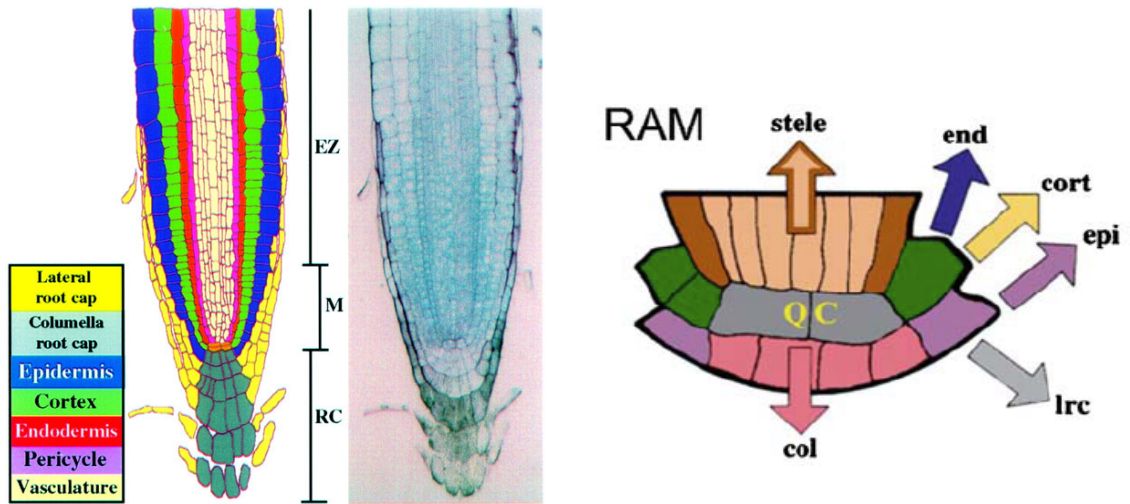 Lateral
root cap
Columella
root cap
Epidermis
Cortex
Endodermis
Pericycle
Vasculature
EZ
M
RC
RAM
stele
end
cort
epi
QC
lrc
col